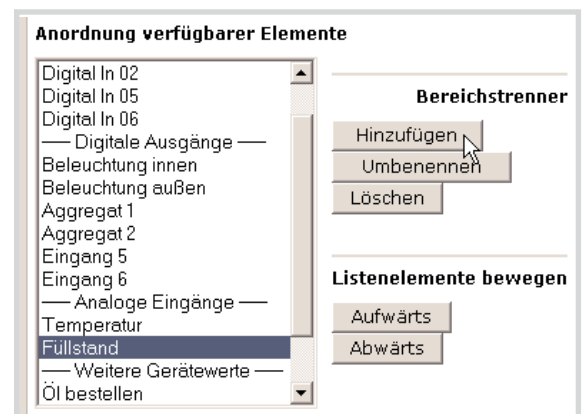 Anordnung verfügbarer Elemente
Digital In 02
Digital In 05
Digital In 06
—— Digitale Ausgänge ——
Beleuchtung innen
Beleuchtung außen
Aggregat 1
Aggregat 2
Eingang 5
Eingang 6
—— Analoge Eingänge ——
Temperatur
Füllstand
—— Weitere Gerätewerte ——
Öl bestellen
Bereichstrenner
Hinzufügen
Umbenennen
Löschen
Listenelemente bewegen
Aufwärts
Abwärts